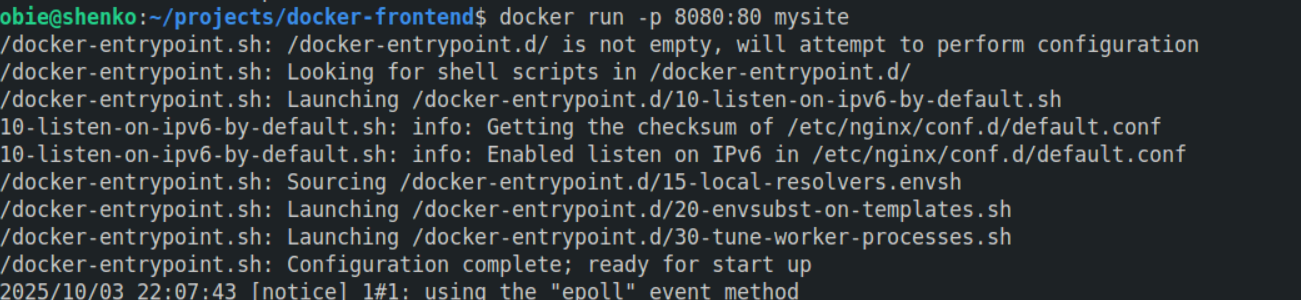 obie@shenko:~/projects/docker-frontend$ docker run -p 8080:80 mysite
/docker-entrypoint.sh: /docker-entrypoint.d/ is not empty, will attempt to perform configuration
/docker-entrypoint.sh: Looking for shell scripts in /docker-entrypoint.d/
/docker-entrypoint.sh: Launching /docker-entrypoint.d/10-listen-on-ipv6-by-default.sh
10-listen-on-ipv6-by-default.sh: info: Getting the checksum of /etc/nginx/conf.d/default.conf
10-listen-on-ipv6-by-default.sh: info: Enabled listen on IPv6 in /etc/nginx/conf.d/default.conf
/docker-entrypoint.sh: Sourcing /docker-entrypoint.d/15-local-resolvers.envsh
/docker-entrypoint.sh: Launching /docker-entrypoint.d/20-envsubst-on-templates.sh
/docker-entrypoint.sh: Launching /docker-entrypoint.d/30-tune-worker-processes.sh
/docker-entrypoint.sh: Configuration complete; ready for start up
2025/10/03 22:07:43 [notice] 1#1: using the "epoll" event method